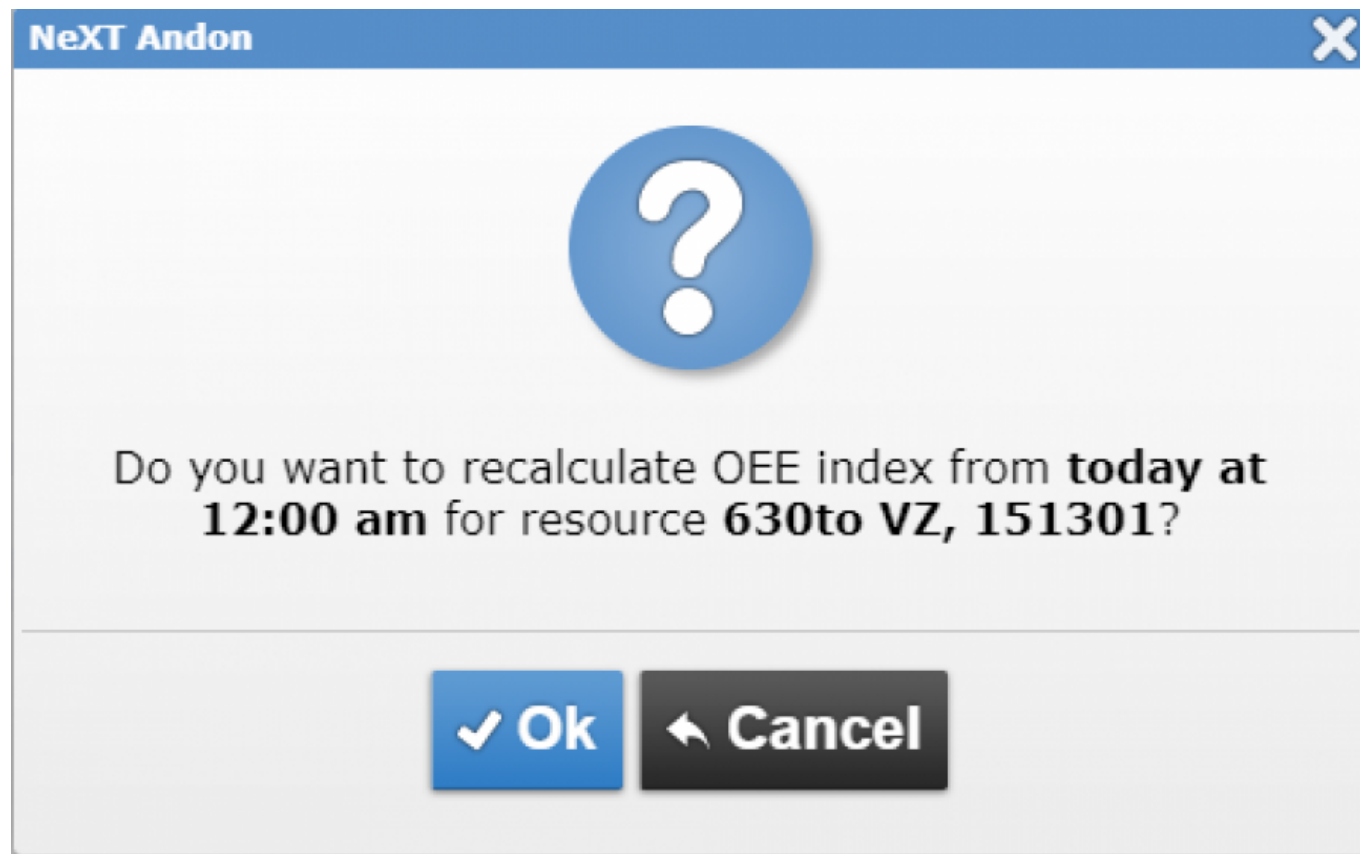 NeXT Andon
Do you want to recalculate OEE index from today at
12:00 am for resource 630to VZ, 151301?
Ok
Cancel